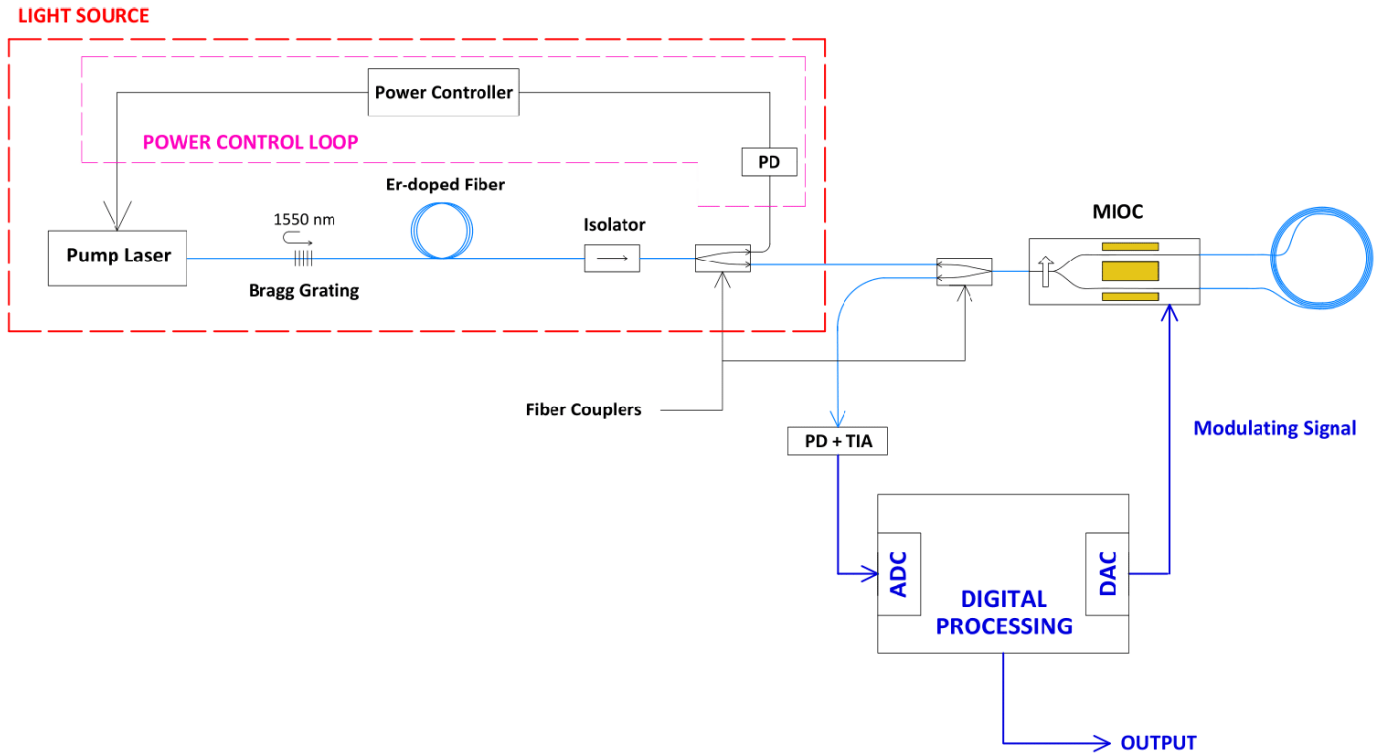 LIGHT SOURCE
Power Controller
POWER CONTROL LOOP
PD
Er-doped Fiber
1550 nm
Isolator
MIOC
Pump Laser
Bragg Grating
Fiber Couplers
PD + TIA
Modulating Signal
ADC
DAC
DIGITAL
PROCESSING
OUTPUT